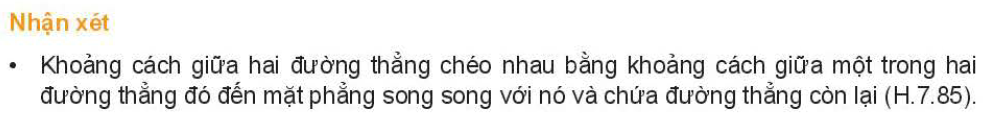 Nhận xét
• Khoảng cách giữa hai đường thẳng chéo nhau bằng khoảng cách giữa một trong hai
đường thẳng đó đến mặt phẳng song song với nó và chứa đường thẳng còn lại (H.7.85).